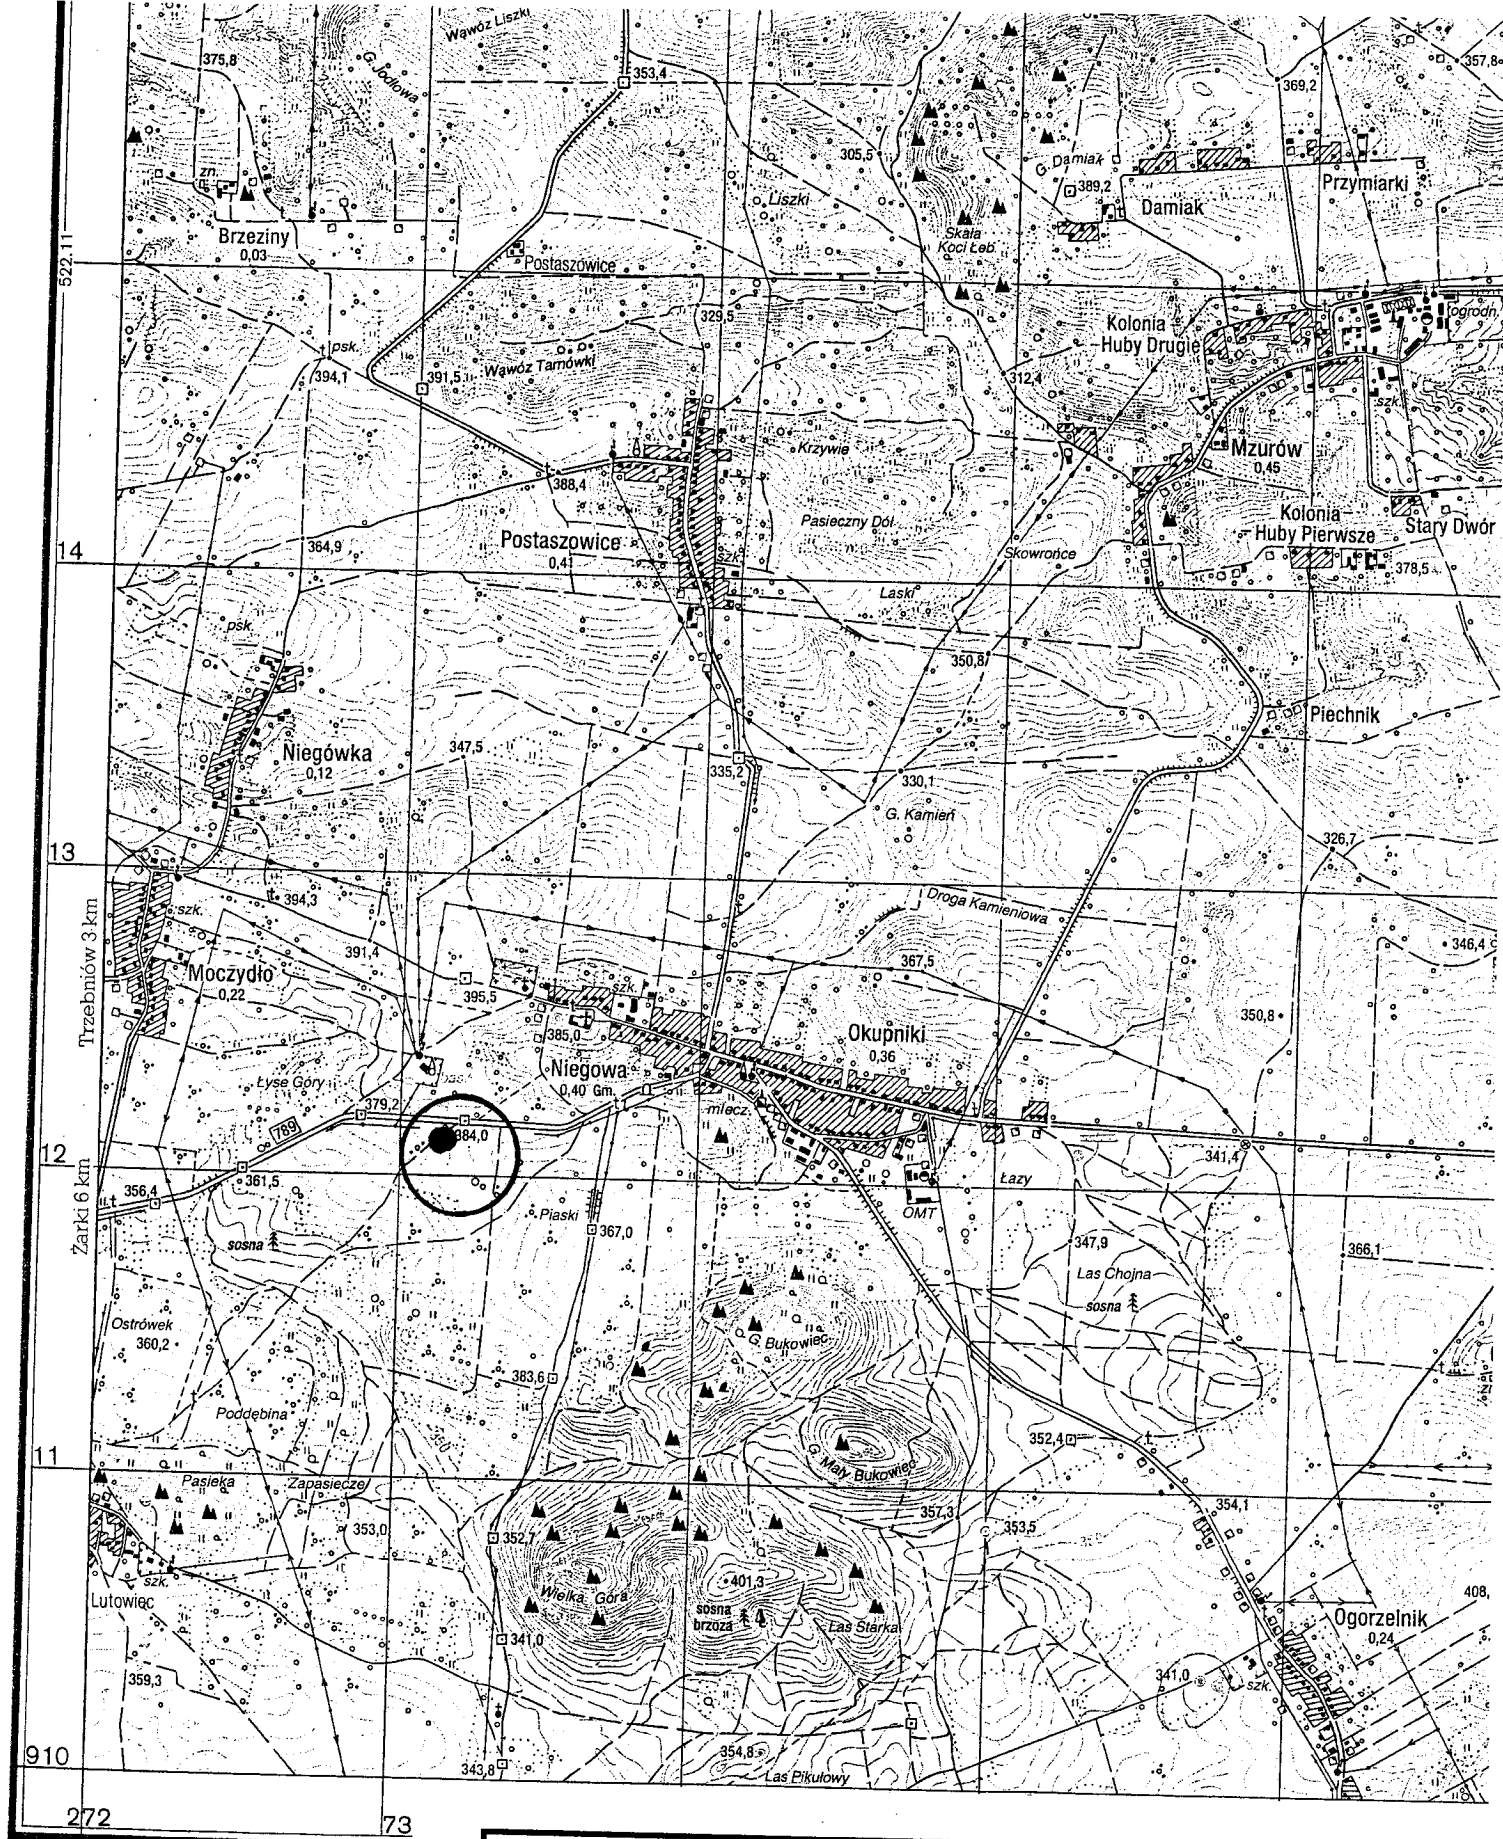 Wąwóz Liszki
375,8
G. Jodłowa
353,4
357,8
369,2
305,5
zn.
G. Damiak
389,2
Przymiarki
Liszki
Damiak
Brzeziny
0,03
Skała
Koci Łeb
522.11
Postaszowice
329,5
ogrodn.
Kolonia
Huby Drugie
psk.
394,1
Wąwóz Tarnówki
391,5
312,4
szk.
Krzywie
Mzurów
0,45
388,4
Pasieczny Dół
Kolonia
Huby Pierwsze
Stary Dwór
364,9
Postaszowice
0,41
szk.
Skowrońce
378,5
14
Laski
psk.
350,8
Piechnik
Niegówka
0,12
347,5
335,2
330,1
G. Kamień
326,7
13
394,3
Droga Kamieniowa
szk.
Trzebniów 3 km
391,4
367,5
346,4
Moczydło
0,22
395,5
szk.
350,8
385,0
Okupniki
0,36
Łyse Góry
Niegowa
0,40 Gm.
379,2
mlecz.
789
384,0
341,4
12
356,4
361,5
Łazy
OMT
Żarki 6 km
Piaski
367,0
sosna
347,9
366,1
Las Chojna
sosna
Ostrówek
360,2
G. Bukowiec
383,6
Poddębina
352,4
11
G. Mały Bukowiec
Pasieka
Zapasiecze
354,1
357,3
353,0
352,7
353,5
szk.
Lutowiec
Wielka Góra
401,3
sosna
brzoza
Las Starka
408,
Ogorzelnik
0,24
341,0
359,3
341,0
szk.
910
343,8
354,8
Las Pikułowy
272
73